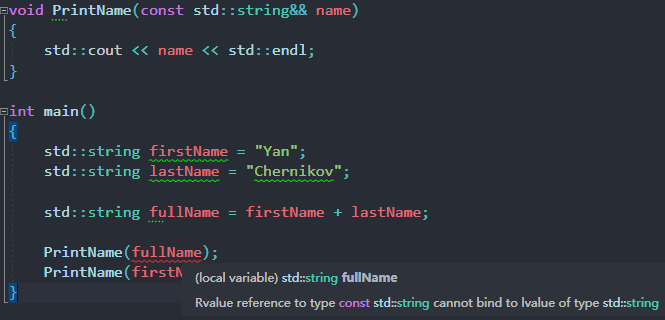 void PrintName(const std::string&& name)
{
std::cout << name << std::endl;
}
int main()
{
std::string firstName = "Yan";
std::string lastName = "Chernikov";
std::string fullName = firstName + lastName;
PrintName(fullName);
PrintName(firstN
(local variable) std::string fullName
Rvalue reference to type const std::string cannot bind to lvalue of type std::string
}